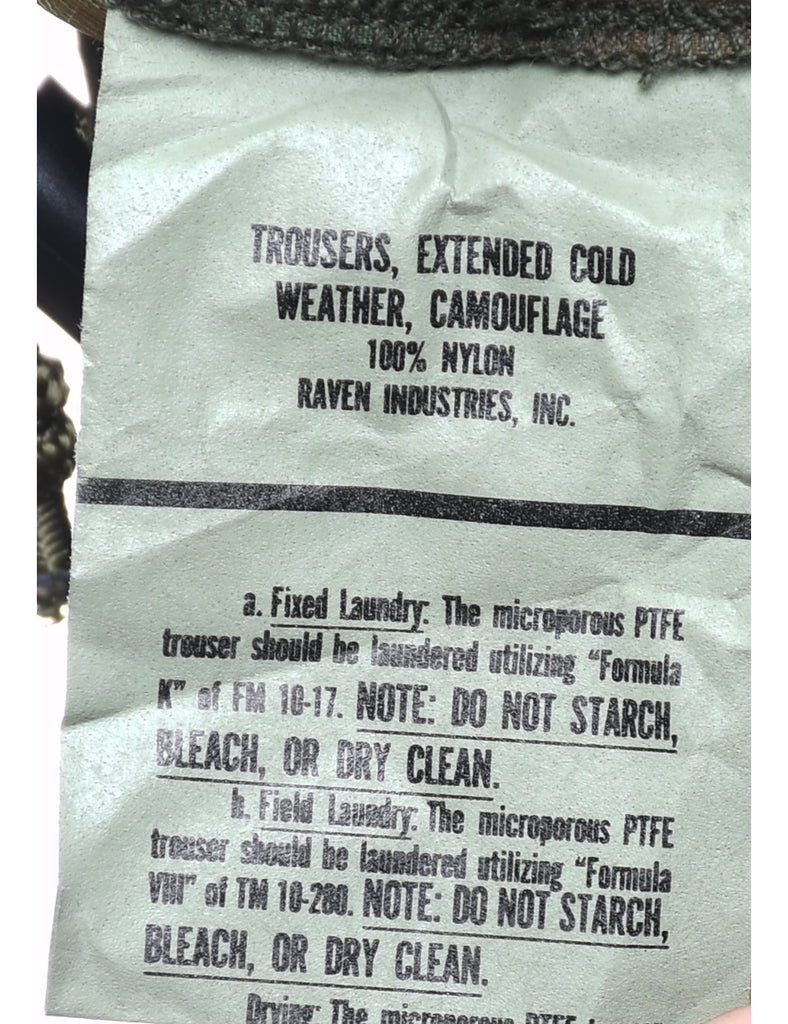 TROUSERS, EXTENDED COLD
WEATHER, CAMOUFLAGE
100% NYLON
RAVEN INDUSTRIES, INC.
a. Fixed Laundry: The microporous PTFE
trouser should be laundered utilizing “Formula
K” of FM 10-17. NOTE: DO NOT STARCH,
BLEACH, OR DRY CLEAN.
b. Field Laundry: The microporous PTFE
trouser should be laundered utilizing “Formula
VIII” of TM 10-280. NOTE: DO NOT STARCH,
BLEACH, OR DRY CLEAN.
Drying: The microporous PTFE